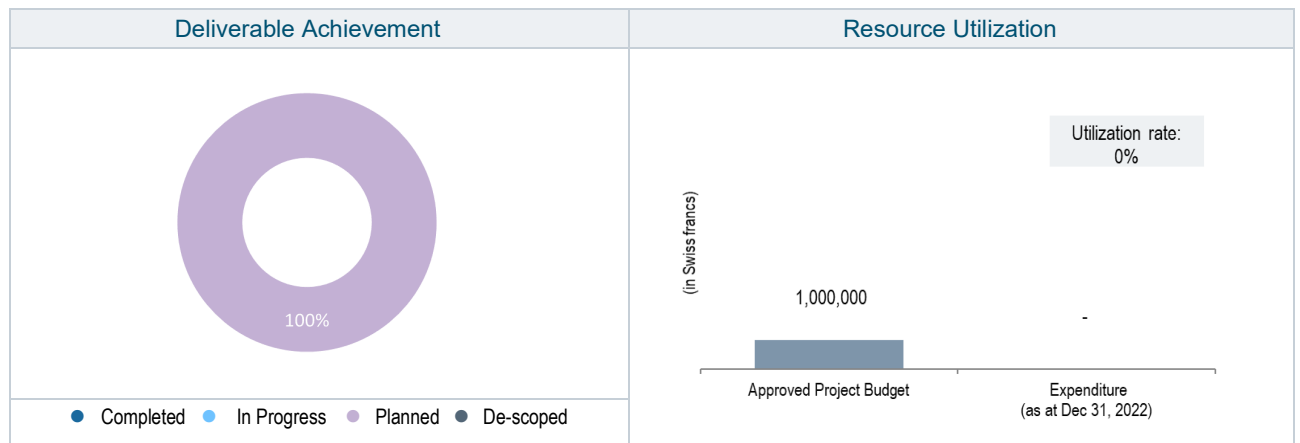 Deliverable Achievement
Resource Utilization
100%
Completed
In Progress
Planned
De-scoped
Utilization rate:
0%
(in Swiss francs)
1,000,000
-
Approved Project Budget
Expenditure
(as at Dec 31, 2022)